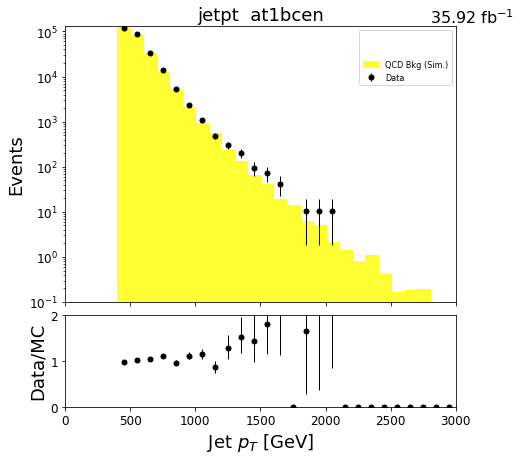 jetpt at1bcen
35.92 fb⁻¹
QCD Bkg (Sim.)
Data
Events
10⁵
10⁴
10³
10²
10¹
10⁰
10⁻¹
Data/MC
2
1
0
0 500 1000 1500 2000 2500 3000
Jet p_T [GeV]